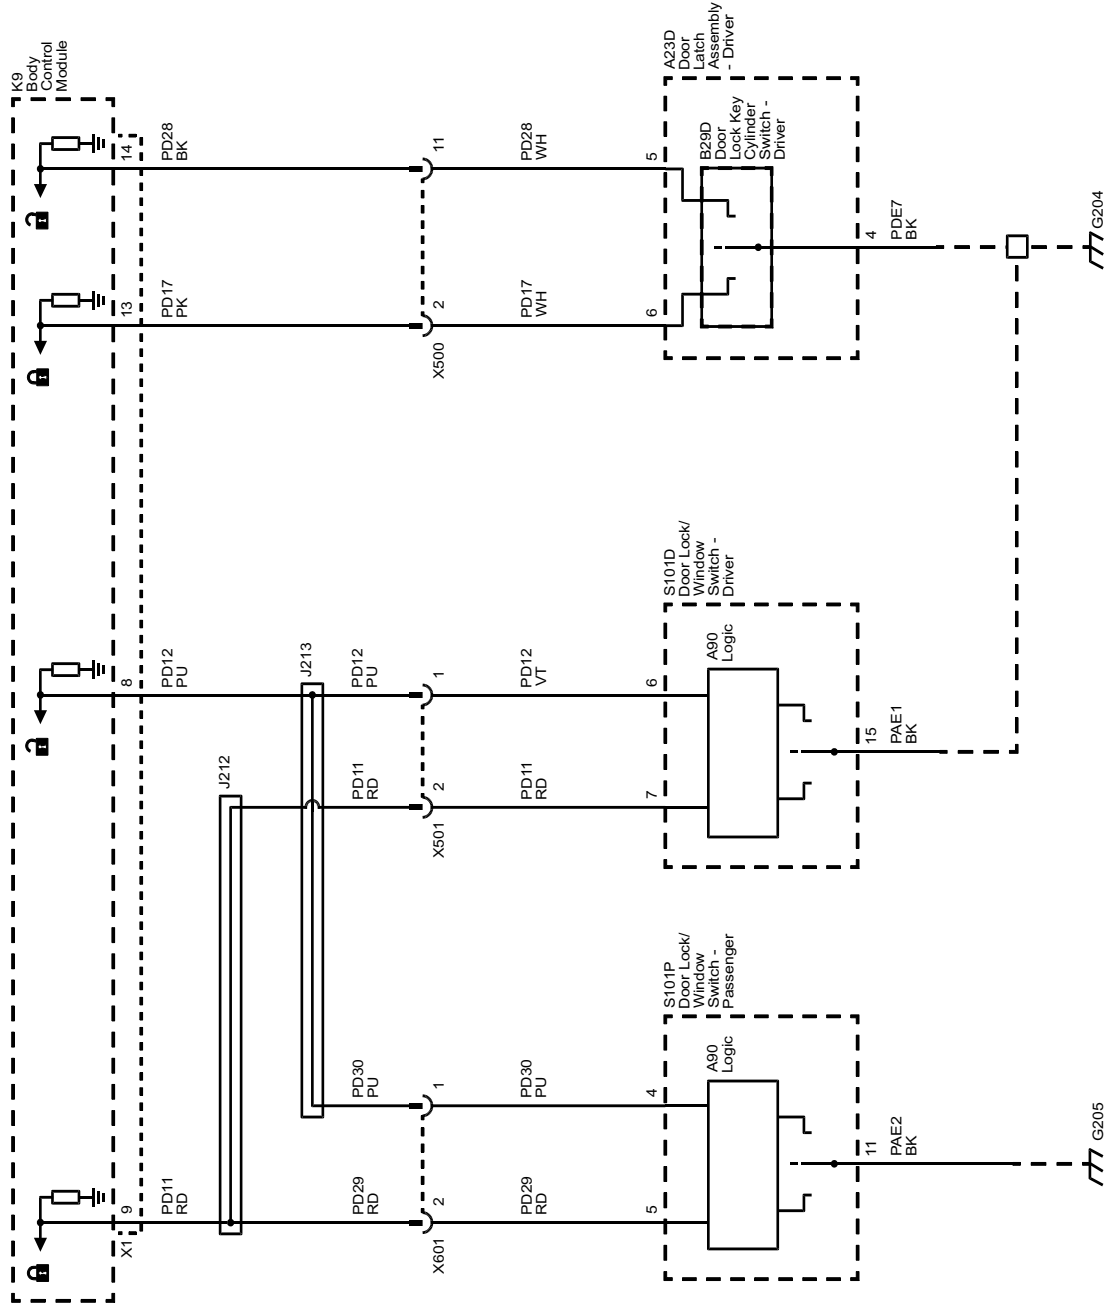 K9
Body
Control
Module
X1
9
8
13
14
PD11
RD
PD12
PU
PD17
PK
PD28
BK
J212
J213
PD29
RD
PD30
PU
PD11
RD
PD12
PU
X601
2
1
X501
2
1
X500
2
11
PD29
RD
PD30
PU
PD11
RD
PD12
VT
PD17
WH
PD28
WH
5
4
7
6
6
5
S101P
Door Lock/
Window
Switch -
Passenger
S101D
Door Lock/
Window
Switch -
Driver
A23D
Door
Latch
Assembly
- Driver
A90
Logic
A90
Logic
B29D
Door
Lock Key
Cylinder
Switch -
Driver
11
PAE2
BK
15
PAE1
BK
4
PDE7
BK
G205
G204